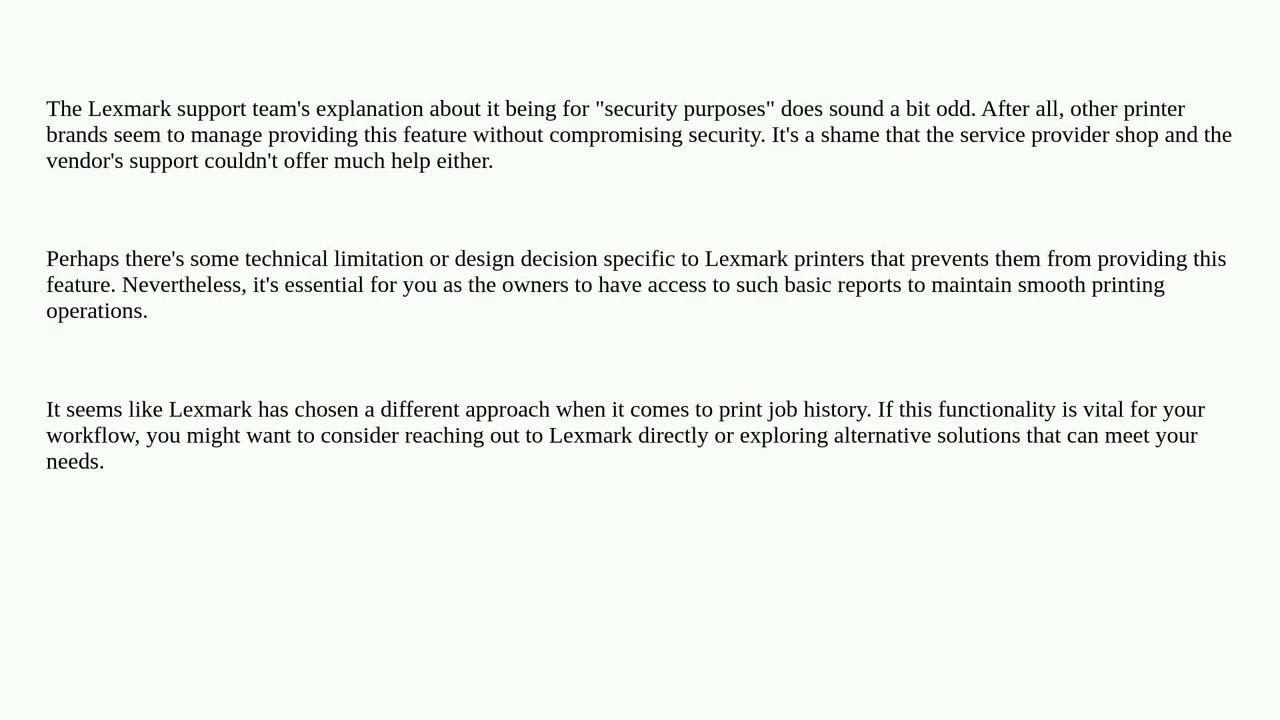 The Lexmark support team's explanation about it being for "security purposes" does sound a bit odd. After all, other printer
brands seem to manage providing this feature without compromising security. It's a shame that the service provider shop and the
vendor's support couldn't offer much help either.
Perhaps there's some technical limitation or design decision specific to Lexmark printers that prevents them from providing this
feature. Nevertheless, it's essential for you as the owners to have access to such basic reports to maintain smooth printing
operations.
It seems like Lexmark has chosen a different approach when it comes to print job history. If this functionality is vital for your
workflow, you might want to consider reaching out to Lexmark directly or exploring alternative solutions that can meet your
needs.